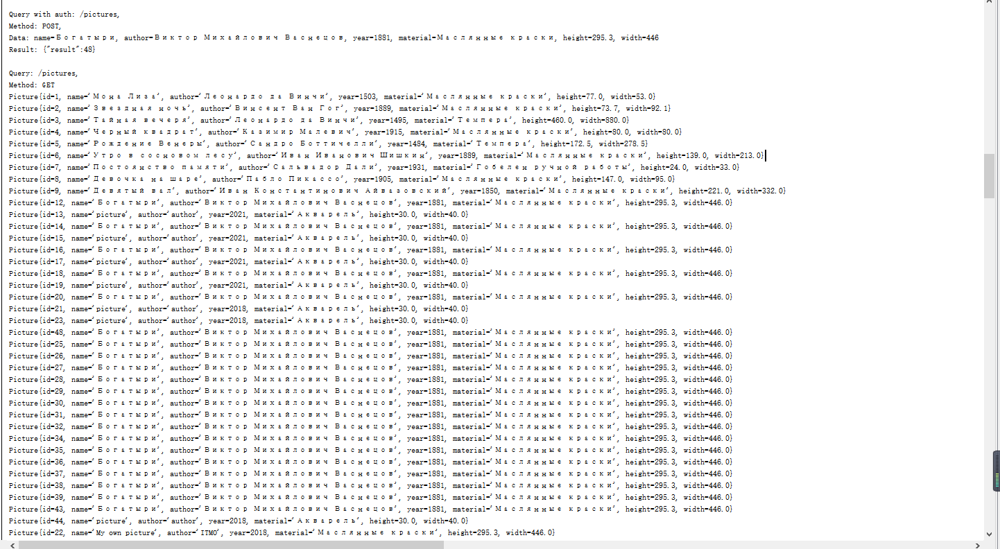 Query with auth: /pictures,
Method: POST,
Data: name=Богатыри, author=Виктор Михайлович Васнецов, year=1881, material=Маслянные краски, height=295.3, width=446
Result: {"result":48}
Query: /pictures,
Method: GET
Picture{id=1, name='Мона Лиза', author='Леонардо да Винчи', year=1503, material='Маслянные краски', height=77.0, width=53.0}
Picture{id=2, name='Звездная ночь', author='Винсент Ван Гог', year=1889, material='Маслянные краски', height=73.7, width=92.1}
Picture{id=3, name='Тайная вечеря', author='Леонардо да Винчи', year=1495, material='Темпера', height=460.0, width=880.0}
Picture{id=4, name='Черный квадрат', author='Казимир Малевич', year=1915, material='Маслянные краски', height=80.0, width=80.0}
Picture{id=5, name='Рождение Венеры', author='Сандро Боттичелли', year=1484, material='Темпера', height=172.5, width=278.5}
Picture{id=6, name='Утро в сосновом лесу', author='Иван Иванович Шишкин', year=1889, material='Маслянные краски', height=139.0, width=213.0}
Picture{id=7, name='Постоянство памяти', author='Сальвадор Дали', year=1931, material='Гобелен ручной работы', height=24.0, width=33.0}
Picture{id=8, name='Девочка на шаре', author='Пабло Пикассо', year=1905, material='Маслянные краски', height=147.0, width=95.0}
Picture{id=9, name='Девятый вал', author='Иван Константинович Айвазовский', year=1850, material='Маслянные краски', height=221.0, width=332.0}
Picture{id=12, name='Богатыри', author='Виктор Михайлович Васнецов', year=1881, material='Маслянные краски', height=295.3, width=446.0}
Picture{id=13, name='picture', author='author', year=2021, material='Акварель', height=30.0, width=40.0}
Picture{id=14, name='Богатыри', author='Виктор Михайлович Васнецов', year=1881, material='Маслянные краски', height=295.3, width=446.0}
Picture{id=15, name='picture', author='author', year=2021, material='Акварель', height=30.0, width=40.0}
Picture{id=16, name='Богатыри', author='Виктор Михайлович Васнецов', year=1881, material='Маслянные краски', height=295.3, width=446.0}
Picture{id=17, name='picture', author='author', year=2021, material='Акварель', height=30.0, width=40.0}
Picture{id=18, name='Богатыри', author='Виктор Михайлович Васнецов', year=1881, material='Маслянные краски', height=295.3, width=446.0}
Picture{id=19, name='picture', author='author', year=2021, material='Акварель', height=30.0, width=40.0}
Picture{id=20, name='Богатыри', author='Виктор Михайлович Васнецов', year=1881, material='Маслянные краски', height=295.3, width=446.0}
Picture{id=21, name='picture', author='author', year=2018, material='Акварель', height=30.0, width=40.0}
Picture{id=23, name='picture', author='author', year=2018, material='Акварель', height=30.0, width=40.0}
Picture{id=48, name='Богатыри', author='Виктор Михайлович Васнецов', year=1881, material='Маслянные краски', height=295.3, width=446.0}
Picture{id=25, name='Богатыри', author='Виктор Михайлович Васнецов', year=1881, material='Маслянные краски', height=295.3, width=446.0}
Picture{id=26, name='Богатыри', author='Виктор Михайлович Васнецов', year=1881, material='Маслянные краски', height=295.3, width=446.0}
Picture{id=27, name='Богатыри', author='Виктор Михайлович Васнецов', year=1881, material='Маслянные краски', height=295.3, width=446.0}
Picture{id=28, name='Богатыри', author='Виктор Михайлович Васнецов', year=1881, material='Маслянные краски', height=295.3, width=446.0}
Picture{id=29, name='Богатыри', author='Виктор Михайлович Васнецов', year=1881, material='Маслянные краски', height=295.3, width=446.0}
Picture{id=30, name='Богатыри', author='Виктор Михайлович Васнецов', year=1881, material='Маслянные краски', height=295.3, width=446.0}
Picture{id=31, name='Богатыри', author='Виктор Михайлович Васнецов', year=1881, material='Маслянные краски', height=295.3, width=446.0}
Picture{id=32, name='Богатыри', author='Виктор Михайлович Васнецов', year=1881, material='Маслянные краски', height=295.3, width=446.0}
Picture{id=34, name='Богатыри', author='Виктор Михайлович Васнецов', year=1881, material='Маслянные краски', height=295.3, width=446.0}
Picture{id=35, name='Богатыри', author='Виктор Михайлович Васнецов', year=1881, material='Маслянные краски', height=295.3, width=446.0}
Picture{id=36, name='Богатыри', author='Виктор Михайлович Васнецов', year=1881, material='Маслянные краски', height=295.3, width=446.0}
Picture{id=37, name='Богатыри', author='Виктор Михайлович Васнецов', year=1881, material='Маслянные краски', height=295.3, width=446.0}
Picture{id=38, name='Богатыри', author='Виктор Михайлович Васнецов', year=1881, material='Маслянные краски', height=295.3, width=446.0}
Picture{id=39, name='Богатыри', author='Виктор Михайлович Васнецов', year=1881, material='Маслянные краски', height=295.3, width=446.0}
Picture{id=43, name='Богатыри', author='Виктор Михайлович Васнецов', year=1881, material='Маслянные краски', height=295.3, width=446.0}
Picture{id=44, name='picture', author='author', year=2018, material='Акварель', height=30.0, width=40.0}
Picture{id=22, name='My own picture', author='ITMO', year=2018, material='Маслянные краски', height=295.3, width=446.0}